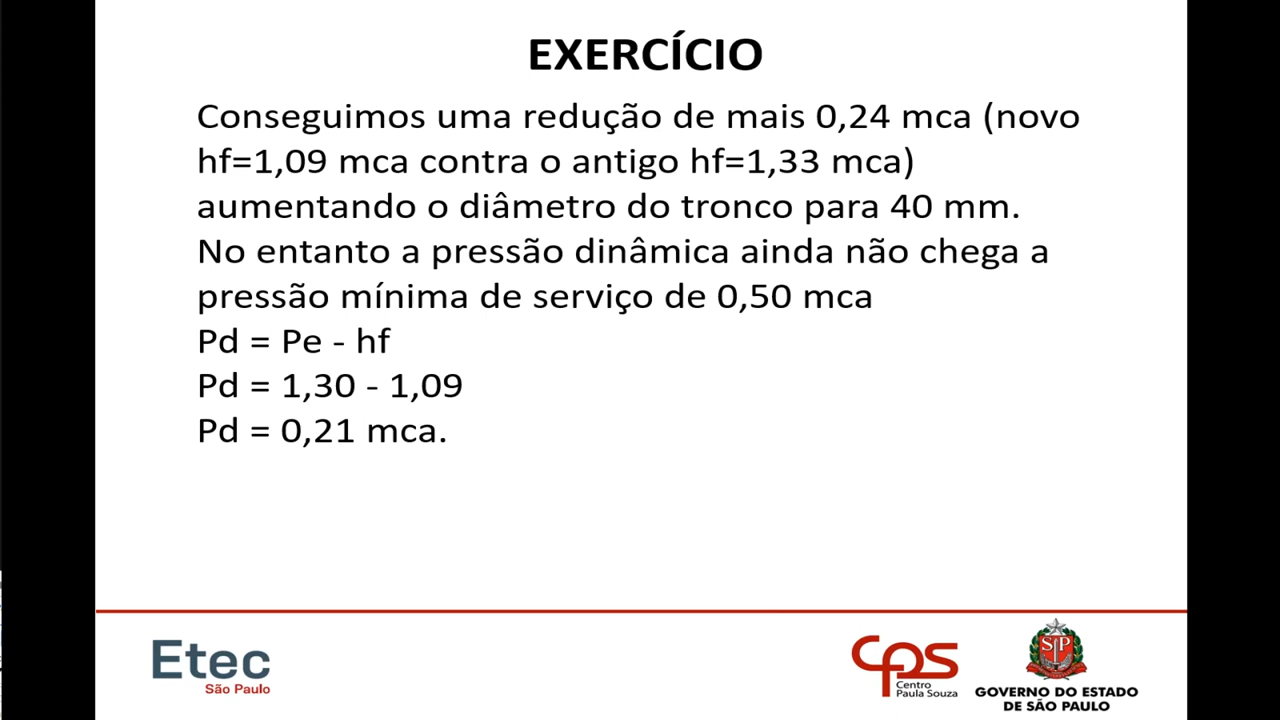 EXERCÍCIO
Conseguimos uma redução de mais 0,24 mca (novo
hf=1,09 mca contra o antigo hf=1,33 mca)
aumentando o diâmetro do tronco para 40 mm.
No entanto a pressão dinâmica ainda não chega a
pressão mínima de serviço de 0,50 mca
Pd = Pe - hf
Pd = 1,30 - 1,09
Pd = 0,21 mca.
Etec
São Paulo
CPS
Centro
Paula Souza
SP
GOVERNO DO ESTADO
DE SÃO PAULO